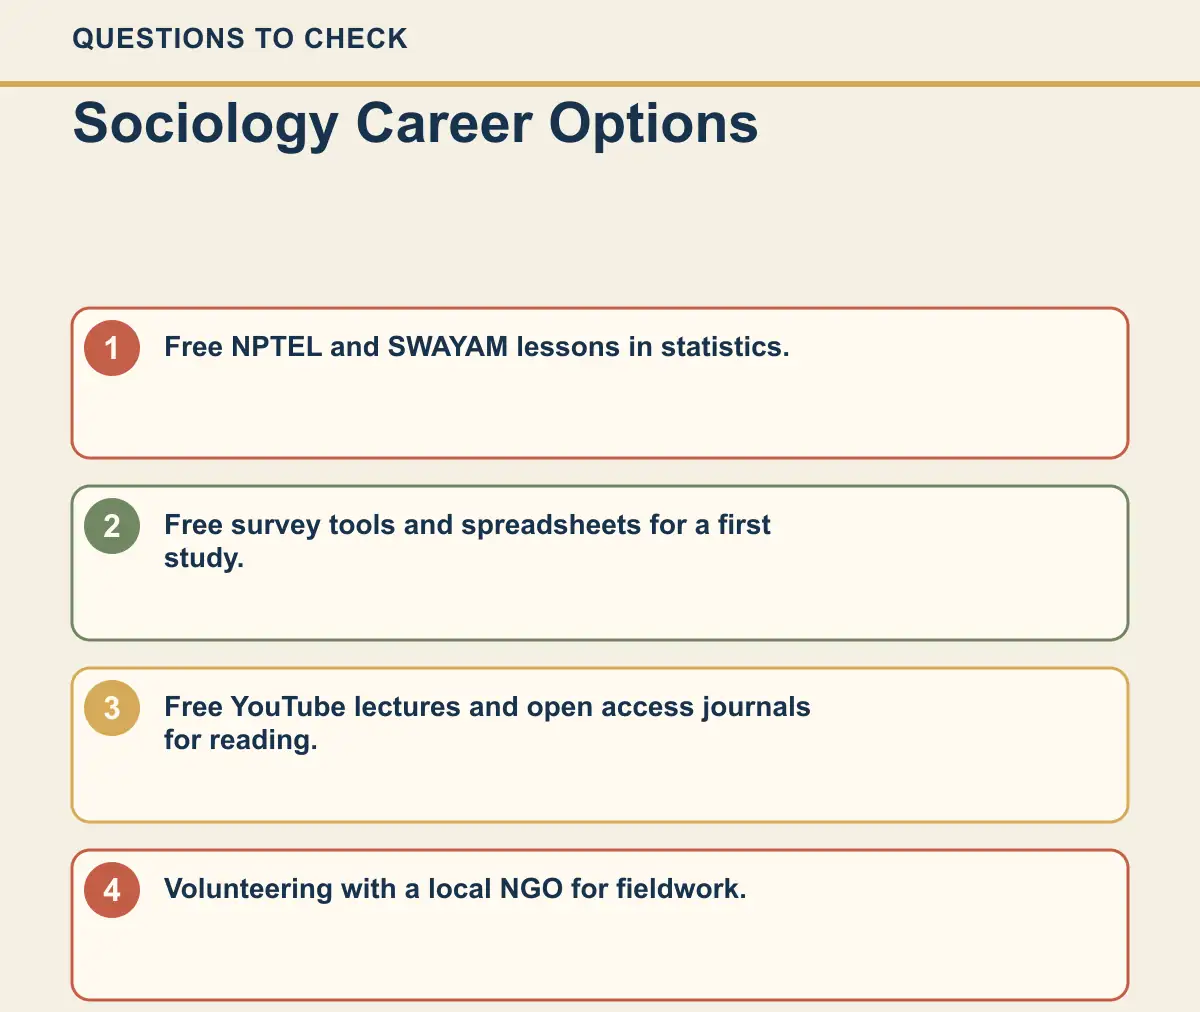 QUESTIONS TO CHECK
Sociology Career Options
1
Free NPTEL and SWAYAM lessons in statistics.
2
Free survey tools and spreadsheets for a first
study.
3
Free YouTube lectures and open access journals
for reading.
4
Volunteering with a local NGO for fieldwork.